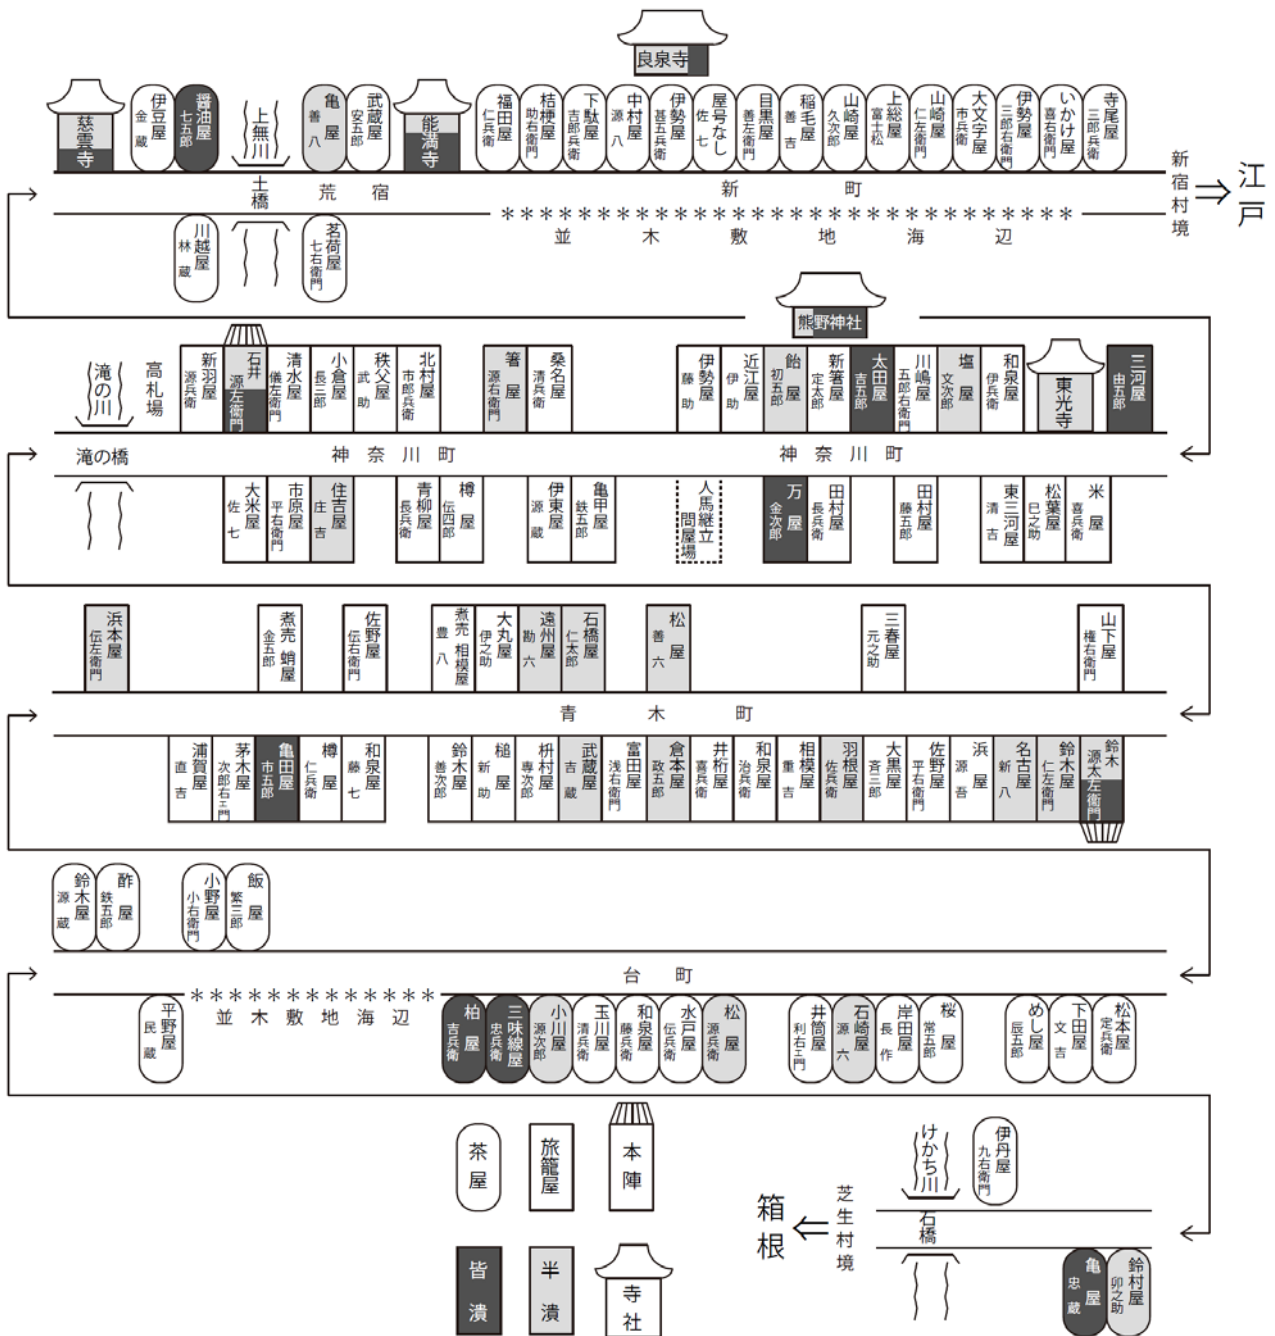 良泉寺
慈雲寺
伊豆屋 金蔵
醤油屋 七五郎
上無川
亀屋 善八
武蔵屋 安五郎
能満寺
福田屋 仁兵衛
桔梗屋 助右衛門
下駄屋 吉郎兵衛
中村屋 源八
伊勢屋 甚五兵衛
屋号なし 佐七
目黒屋 善左衛門
稲毛屋 善吉
山崎屋 久次郎
上総屋 富士松
山崎屋 仁左衛門
大文字屋 市兵衛
伊勢屋 三郎右衛門
いかけ屋 喜右衛門
寺尾屋 三郎兵衛
土橋
荒宿
新町
新宿村境
江戸
並木敷地海辺
川越屋 林蔵
茗荷屋 七右衛門
熊野神社
滝の川
高札場
新羽屋 源兵衛
石井 源左衛門
清水屋 儀左衛門
小倉屋 長三郎
秩父屋 武助
北村屋 市郎兵衛
箸屋 源右衛門
桑名屋 清兵衛
伊勢屋 藤助
近江屋 伊助
飴屋 初五郎
新箸屋 定太郎
太田屋 吉五郎
川嶋屋 五郎右衛門
塩屋 文次郎
和泉屋 伊兵衛
東光寺
三河屋 由五郎
滝の橋
神奈川町
神奈川町
大米屋 佐七
市原屋 平右衛門
住吉屋 庄吉
青柳屋 長兵衛
樽屋 伝四郎
伊東屋 源蔵
亀甲屋 鉄五郎
人馬継立 問屋場
万屋 金次郎
田村屋 長兵衛
田村屋 藤五郎
東三河屋 清吉
松葉屋 巳之助
米屋 喜兵衛
浜本屋 伝左衛門
煮売 蛸屋 金五郎
佐野屋 伝右衛門
煮売 相模屋 豊八
大丸屋 伊之助
遠州屋 勘六
石橋屋 仁太郎
松屋 善六
三春屋 元之助
山下屋 権右衛門
青木町
浦賀屋 直吉
茅木屋 次郎右エ門
亀田屋 市五郎
樽屋 仁兵衛
和泉屋 藤七
鈴木屋 善次郎
槌屋 新助
枡村屋 専次郎
武蔵屋 吉蔵
富田屋 浅右衛門
倉本屋 政五郎
井桁屋 喜兵衛
和泉屋 治兵衛
相模屋 重吉
羽根屋 佐兵衛
大黒屋 斉三郎
佐野屋 平右衛門
浜屋 源吾
名古屋 新八
鈴木屋 仁左衛門
鈴木 源太左衛門
鈴木屋 源蔵
酢屋 鉄五郎
小野屋 小右衛門
飯屋 繁三郎
台町
平野屋 民蔵
並木敷地海辺
柏屋 吉兵衛
三味線屋 忠兵衛
小川屋 源次郎
玉川屋 清兵衛
和泉屋 藤兵衛
水戸屋 伝兵衛
松屋 源兵衛
井筒屋 利右エ門
石崎屋 源六
岸田屋 長作
桜屋 常五郎
めし屋 辰五郎
下田屋 文吉
松本屋 定兵衛
茶屋
旅籠屋
本陣
けかち川
伊丹屋 九右衛門
箱根
芝生村境
石橋
皆潰
半潰
寺社
亀屋 忠蔵
鈴村屋 卯之助